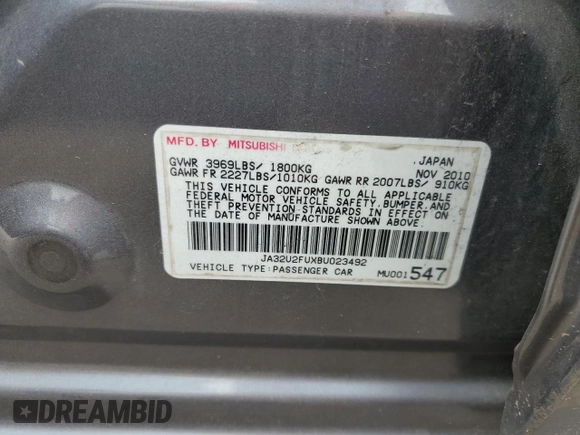 MFD. BY MITSUBISHI
, JAPAN
GVWR 3969LBS/ 1800KG NOV 2010
GAWR FR 2227LBS/1010KG GAWR RR 2007LBS/ 910KG
THIS VEHICLE CONFORMS TO ALL APPLICABLE
FEDERAL MOTOR VEHICLE SAFETY, BUMPER, AND
THEFT PREVENTION STANDARDS IN EFFECT ON
THE DATE OF MANUFACTURE SHOWN ABOVE.
JA32U2FUXBU023492
VEHICLE TYPE:PASSENGER CAR MU001547
DREAMBID